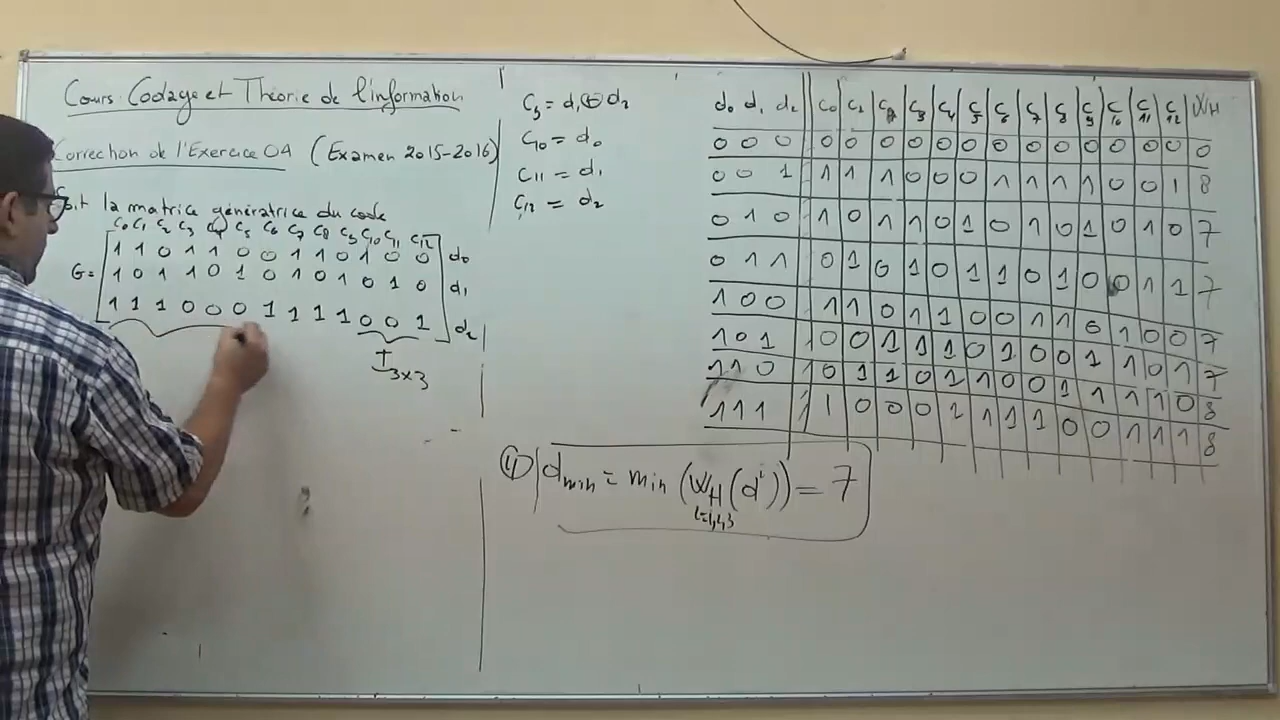 Cours Codage et Théorie de l'information
Correction de l'Exercice 04 (Examen 2015-2016)
Soit la matrice génératrice du code
C0 C1 C2 C3 C4 C5 C6 C7 C8 C9 C10 C11 C12
1 1 0 1 1 0 0 1 1 0 1 0 0 d0
G = 1 0 1 1 0 1 0 1 0 1 0 1 0 d1
1 1 1 0 0 0 1 1 1 1 0 0 1 d2
I3x3
C9 = d1 ⊕ d2
C10 = d0
C11 = d1
C12 = d2
d0 d1 d2 C0 C1 C2 C3 C4 C5 C6 C7 C8 C9 C10 C11 C12 WH
0 0 0 0 0 0 0 0 0 0 0 0 0 0 0 0 0
0 0 1 1 1 1 0 0 0 1 1 1 1 0 0 1 8
0 1 0 1 0 1 1 0 1 0 1 0 1 0 1 0 7
0 1 1 0 1 0 1 0 1 1 0 1 0 0 1 1 7
1 0 0 1 1 0 1 1 0 0 1 1 0 1 0 0 7
1 0 1 0 0 1 1 1 0 1 0 0 1 1 0 1 7
1 1 0 0 1 1 0 1 1 0 0 1 1 1 1 0 8
1 1 1 1 0 0 0 1 1 1 1 0 0 1 1 1 8
4) dmin = min (WH(di)) = 7
i=1,2,3